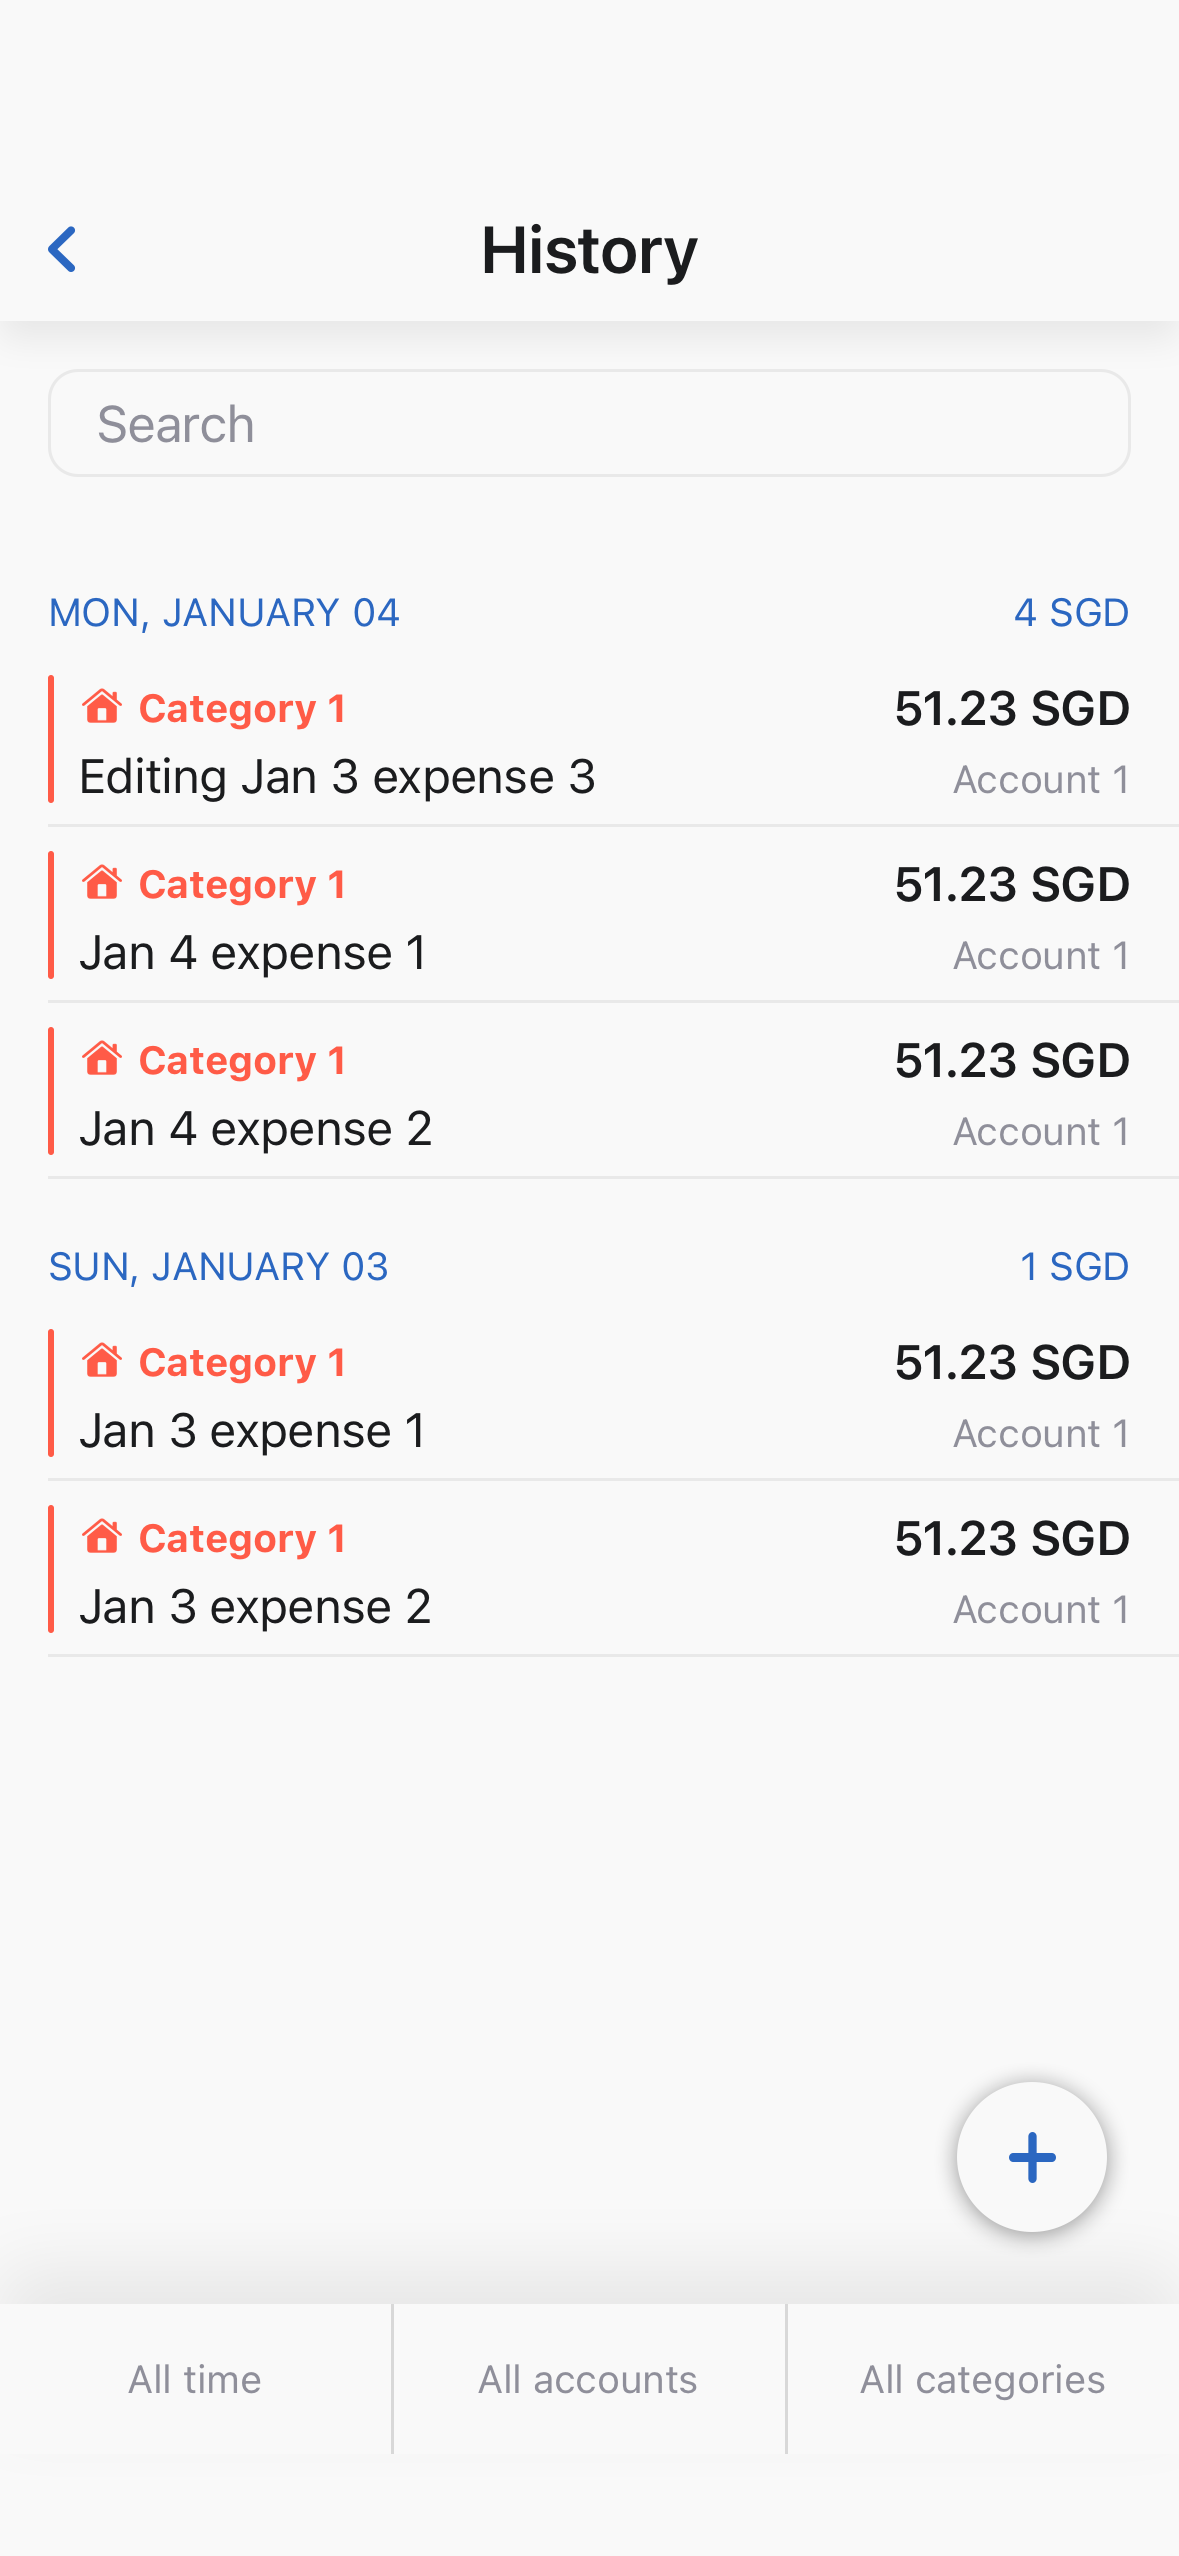 History
Search
MON, JANUARY 04 4 SGD
Category 1 51.23 SGD
Editing Jan 3 expense 3 Account 1
Category 1 51.23 SGD
Jan 4 expense 1 Account 1
Category 1 51.23 SGD
Jan 4 expense 2 Account 1
SUN, JANUARY 03 1 SGD
Category 1 51.23 SGD
Jan 3 expense 1 Account 1
Category 1 51.23 SGD
Jan 3 expense 2 Account 1
All time All accounts All categories